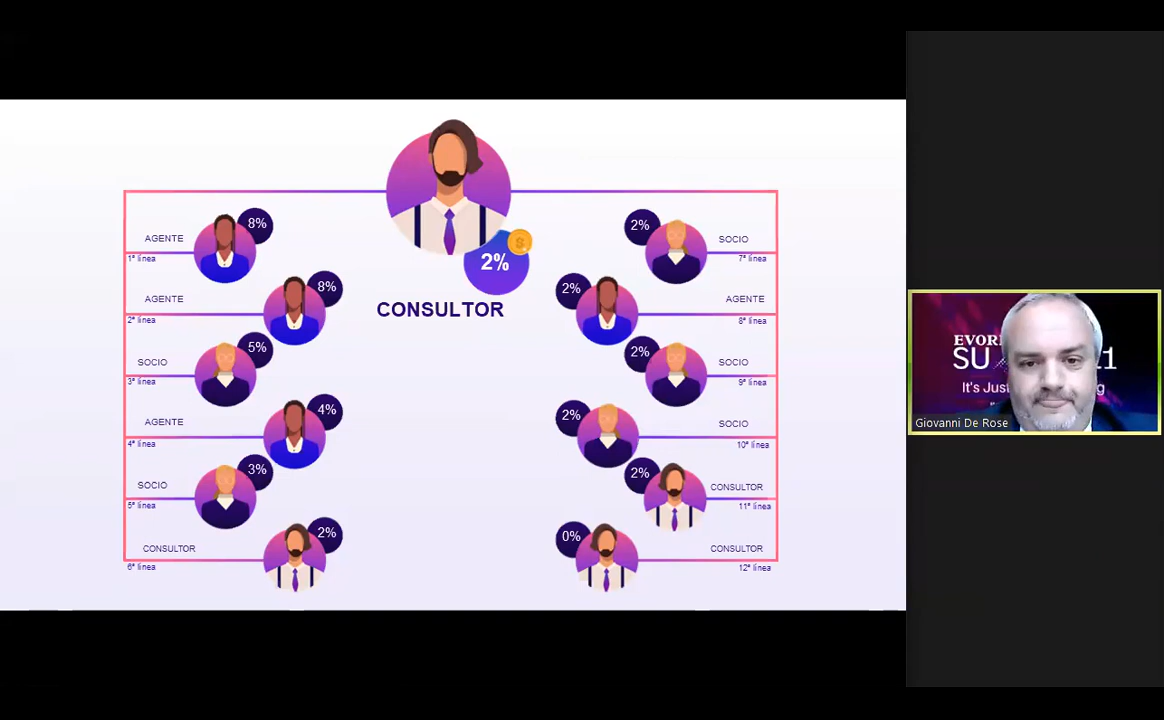 8%
AGENTE
1ª línea
8%
AGENTE
2ª línea
5%
SOCIO
3ª línea
4%
AGENTE
4ª línea
3%
SOCIO
5ª línea
2%
CONSULTOR
6ª línea
$
2%
CONSULTOR
2%
SOCIO
7ª línea
2%
AGENTE
8ª línea
2%
SOCIO
9ª línea
2%
SOCIO
10ª línea
2%
CONSULTOR
11ª línea
0%
CONSULTOR
12ª línea
SU
It's Just
Giovanni De Rose